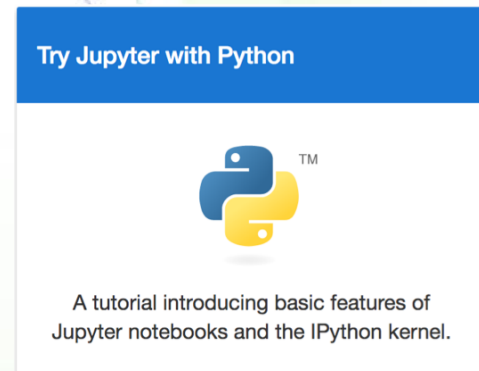 Try Jupyter with Python
TM
A tutorial introducing basic features of
Jupyter notebooks and the IPython kernel.